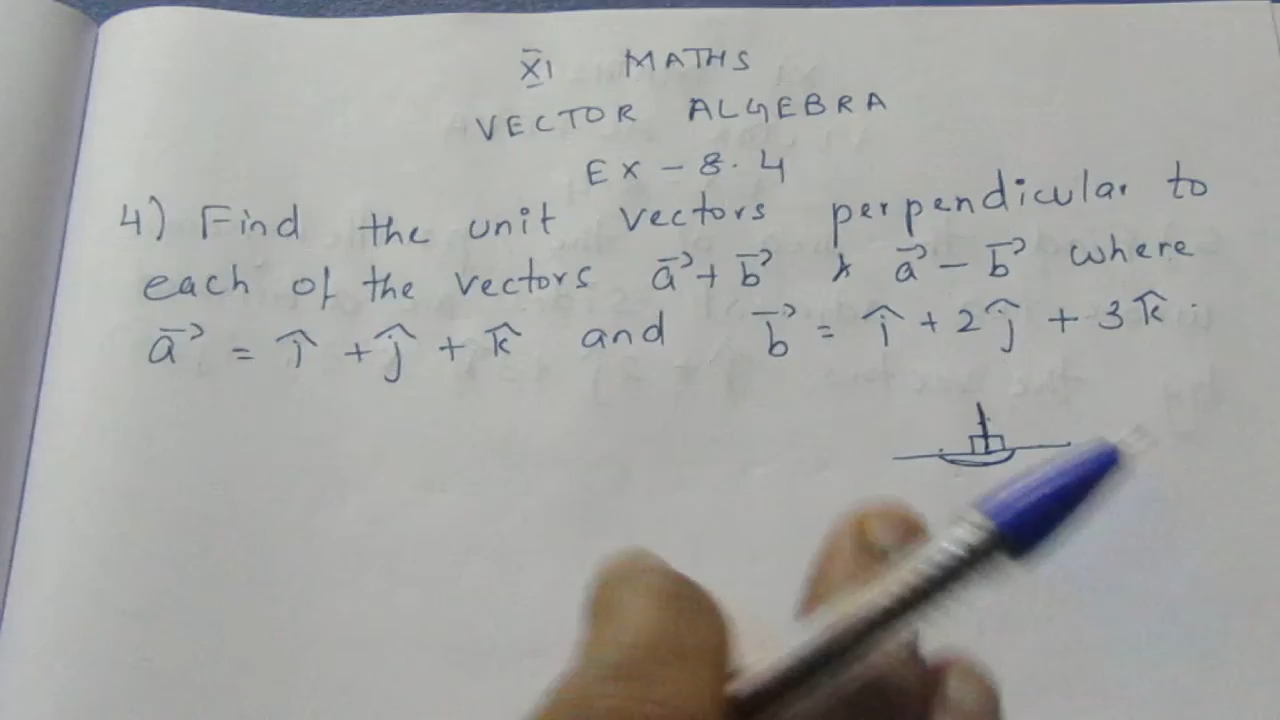 XI MATHS
VECTOR ALGEBRA
EX - 8.4
4) Find the unit vectors perpendicular to
each of the vectors a⃗ + b⃗ & a⃗ - b⃗ where
a⃗ = î + ĵ + k̂ and b⃗ = î + 2ĵ + 3k̂.